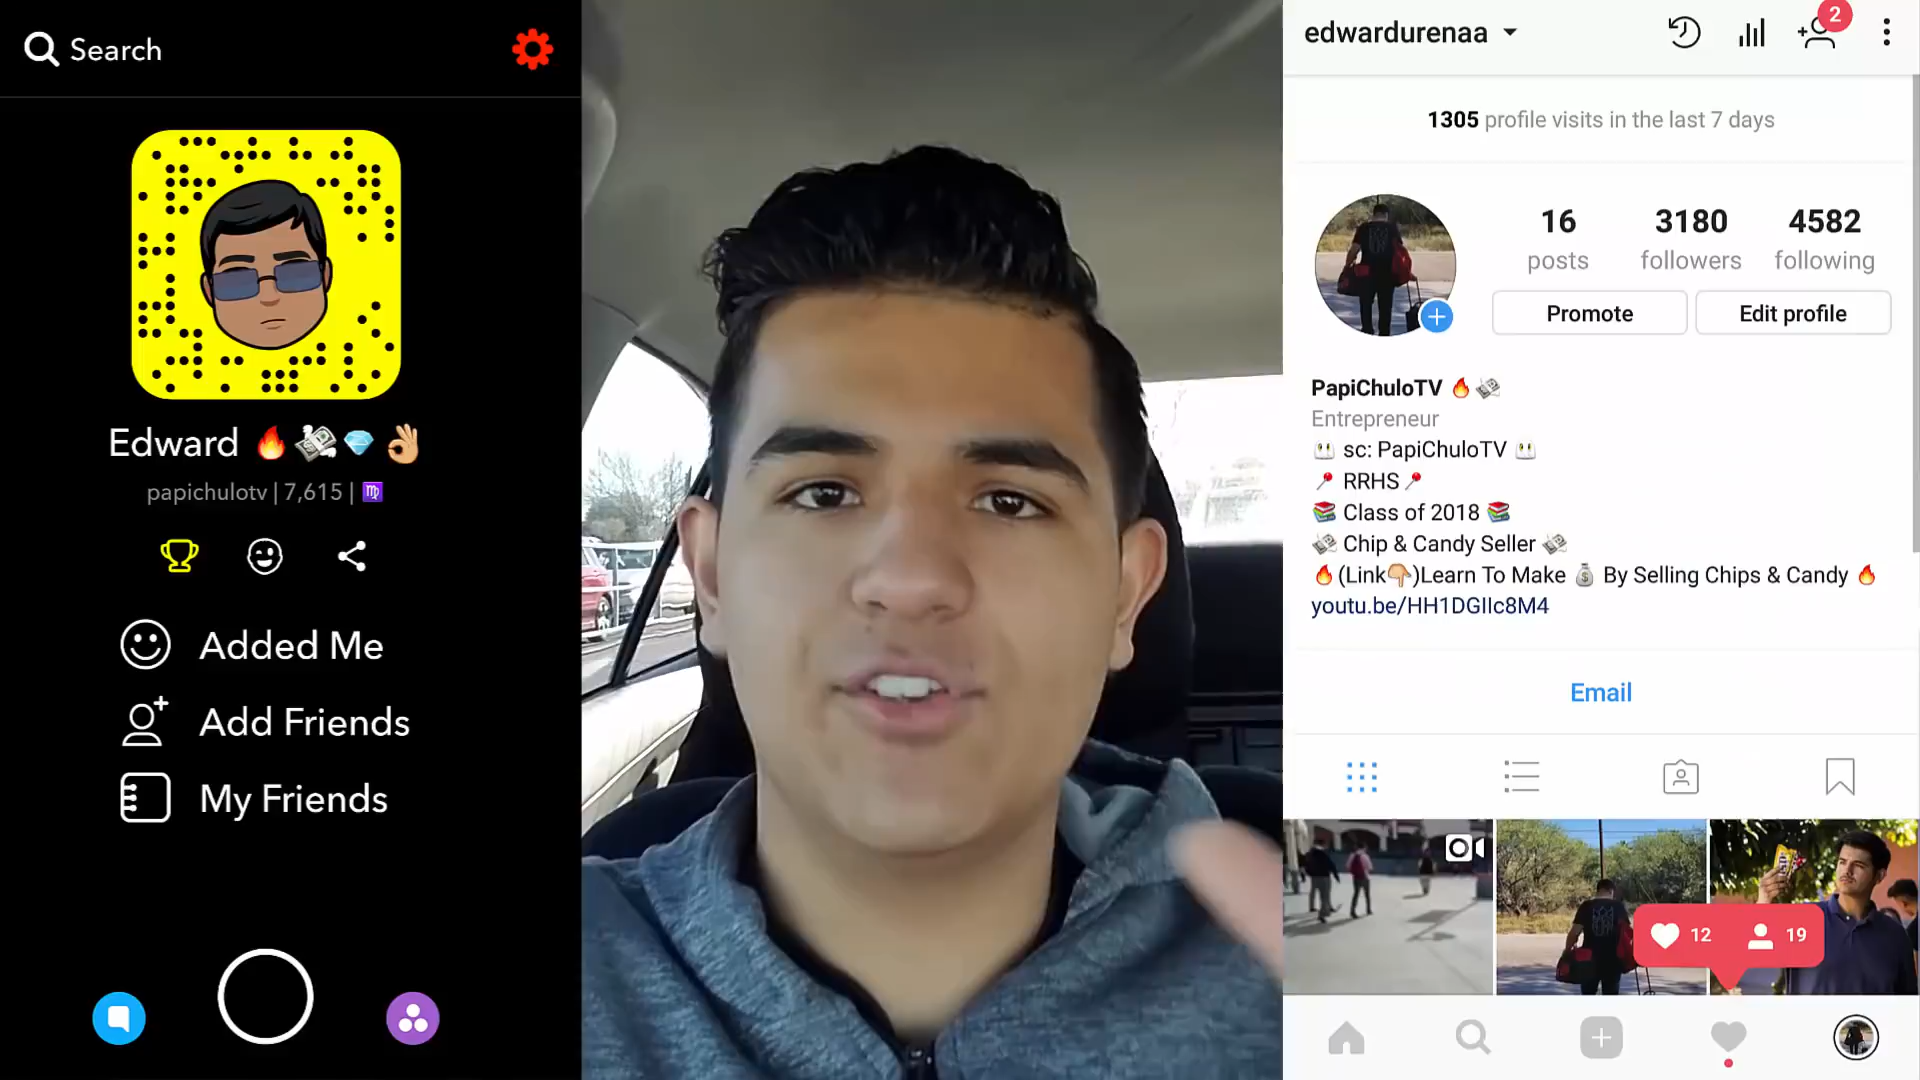 Search
Edward 🔥💸💎👌
papichulotv | 7,615 | ♍
Added Me
Add Friends
My Friends
edwardurenaa
2
1305 profile visits in the last 7 days
16 3180 4582
posts followers following
Promote Edit profile
PapiChuloTV 🔥💸
Entrepreneur
👀 sc: PapiChuloTV 👀
📍 RRHS 📍
📚 Class of 2018 📚
💸 Chip & Candy Seller 💸
🔥(Link👇)Learn To Make 💰 By Selling Chips & Candy 🔥
youtu.be/HH1DGIIc8M4
Email
12 19